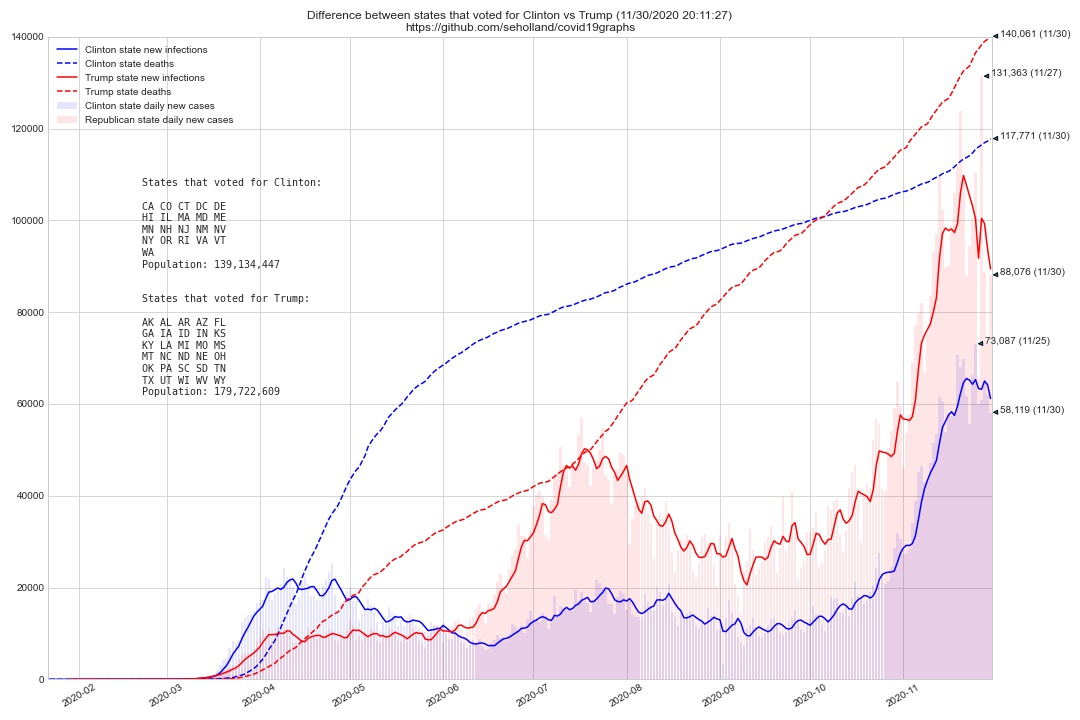 Difference between states that voted for Clinton vs Trump (11/30/2020 20:11:27)
https://github.com/seholland/covid19graphs
140000
120000
100000
80000
60000
40000
20000
0
Clinton state new infections
Clinton state deaths
Trump state new infections
Trump state deaths
Clinton state daily new cases
Republican state daily new cases
States that voted for Clinton:
CA CO CT DC DE
HI IL MA MD ME
MN NH NJ NM NV
NY OR RI VA VT
WA
Population: 139,134,447
States that voted for Trump:
AK AL AR AZ FL
GA IA ID IN KS
KY LA MI MO MS
MT NC ND NE OH
OK PA SC SD TN
TX UT WI WV WY
Population: 179,722,609
140,061 (11/30)
131,363 (11/27)
117,771 (11/30)
88,076 (11/30)
73,087 (11/25)
58,119 (11/30)
2020-02
2020-03
2020-04
2020-05
2020-06
2020-07
2020-08
2020-09
2020-10
2020-11